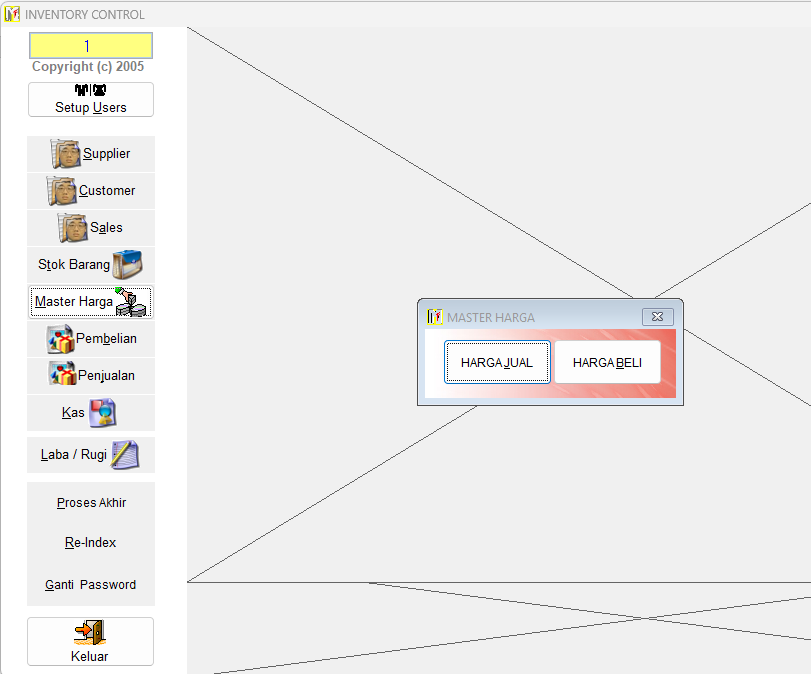 INVENTORY CONTROL
1
Copyright (c) 2005
Setup Users
Supplier
Customer
Sales
Stok Barang
Master Harga
Pembelian
Penjualan
Kas
Laba / Rugi
Proses Akhir
Re-Index
Ganti Password
Keluar
MASTER HARGA
HARGA JUAL
HARGA BELI